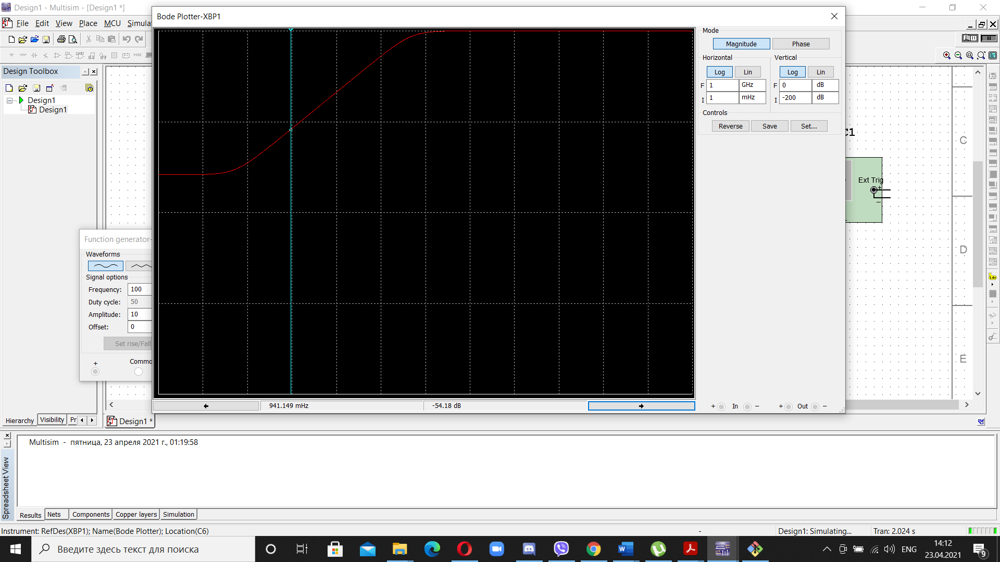 Design1 - Multisim - [Design1 *]
File Edit View Place MCU Simula
Design Toolbox
Design1
Design1
Hierarchy Visibility Pr
Design1 *
Function generator-
Waveforms
Signal options
Frequency: 100
Duty cycle: 50
Amplitude: 10
Offset: 0
Set rise/Fall
+ Commo
Bode Plotter-XBP1
941.149 mHz -54.18 dB
Mode
Magnitude Phase
Horizontal Vertical
Log Lin Log Lin
F 1 GHz F 0 dB
I 1 mHz I -200 dB
Controls
Reverse Save Set...
+ In − + Out −
C1
Ext Trig
+
−
C
D
E
Spreadsheet View
Multisim - пятница, 23 апреля 2021 г., 01:19:58
Results Nets Components Copper layers Simulation
Instrument: RefDes(XBP1); Name(Bode Plotter); Location(C6) - Design1: Simulating... Tran: 2.024 s
Введите здесь текст для поиска
ENG
14:12
23.04.2021
9